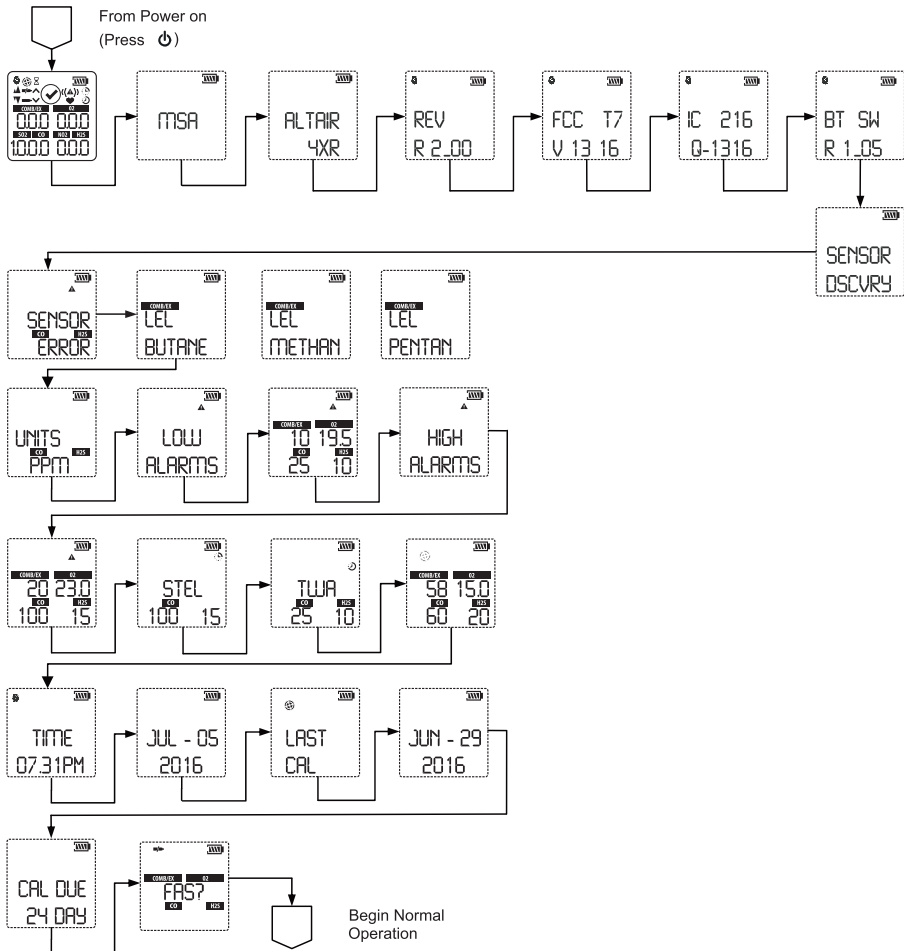 From Power on
(Press ⏻)
COMB/EX O2
0.0.0 0.0.0
SO2 CO NO2 H2S
1.0.0.0 0.0.0
MSA
ALTAIR
4XR
REV
R 2_00
FCC T7
V 13 16
IC 216
Q-1316
BT SW
R 1_05
SENSOR
DSCVRY
SENSOR
CO H2S
ERROR
COMB/EX
LEL
BUTANE
COMB/EX
LEL
METHAN
COMB/EX
LEL
PENTAN
UNITS
CO H2S
PPM
LOW
ALARMS
COMB/EX O2
10 19.5
CO H2S
25 10
HIGH
ALARMS
COMB/EX O2
20 23.0
CO H2S
100 15
STEL
CO H2S
100 15
TWA
CO H2S
25 10
COMB/EX O2
58 15.0
CO H2S
60 20
TIME
07.31PM
JUL - 05
2016
LAST
CAL
JUN - 29
2016
CAL DUE
24 DAY
COMB/EX O2
FAS?
CO H2S
Begin Normal
Operation